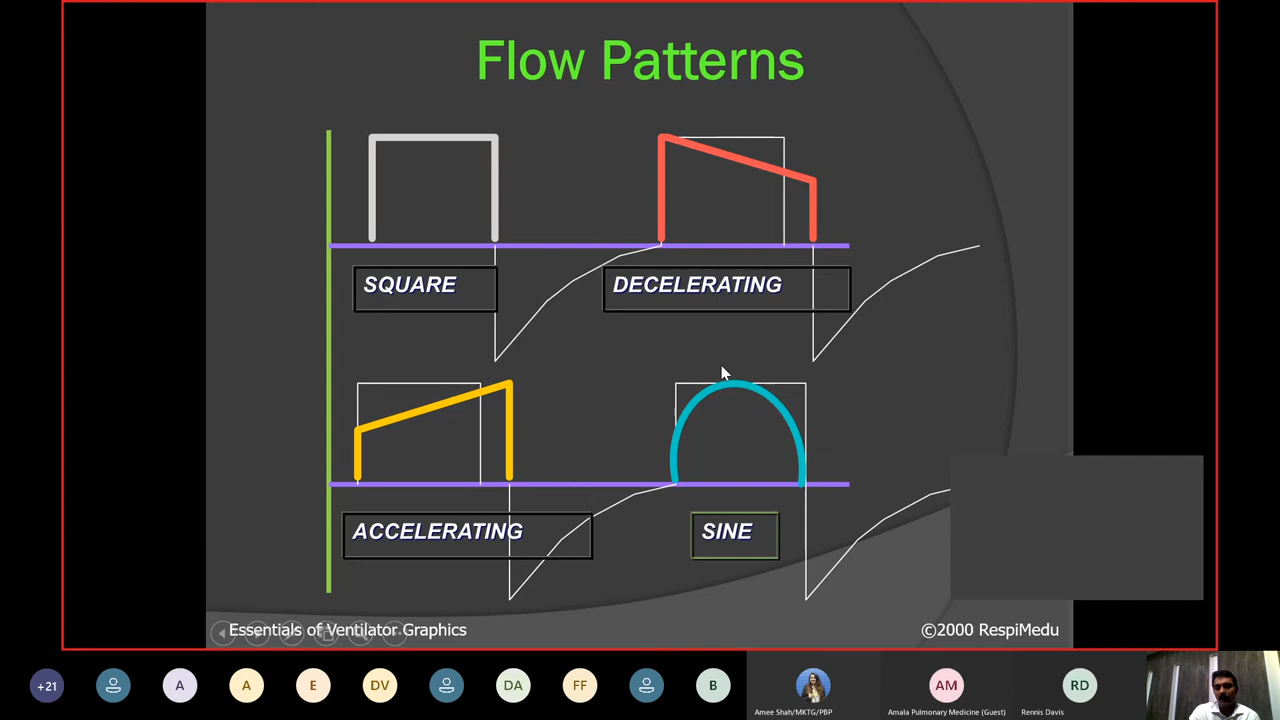 Flow Patterns
SQUARE
DECELERATING
ACCELERATING
SINE
Essentials of Ventilator Graphics
©2000 RespiMedu
+21
A
A
E
DV
DA
FF
B
AM
RD
Amee Shah/MKTG/PBP
Amala Pulmonary Medicine (Guest)
Rennis Davis